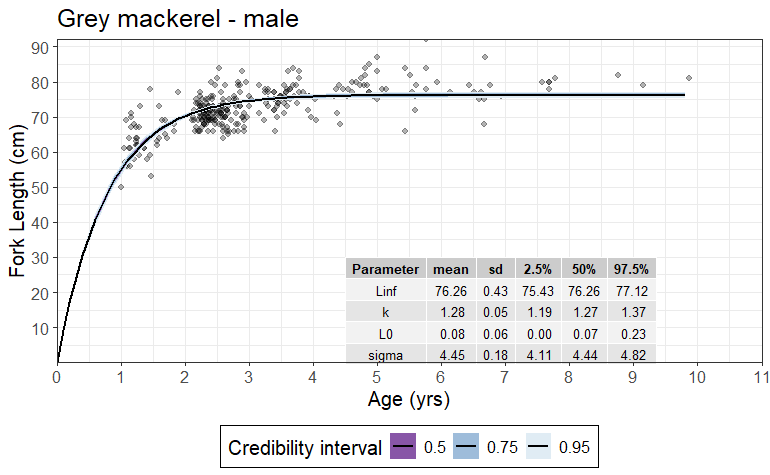 Grey mackerel - male
Fork Length (cm)
90
80
70
60
50
40
30
20
10
Parameter mean sd 2.5% 50% 97.5%
Linf 76.26 0.43 75.43 76.26 77.12
k 1.28 0.05 1.19 1.27 1.37
L0 0.08 0.06 0.00 0.07 0.23
sigma 4.45 0.18 4.11 4.44 4.82
0 1 2 3 4 5 6 7 8 9 10 11
Age (yrs)
Credibility interval 0.5 0.75 0.95